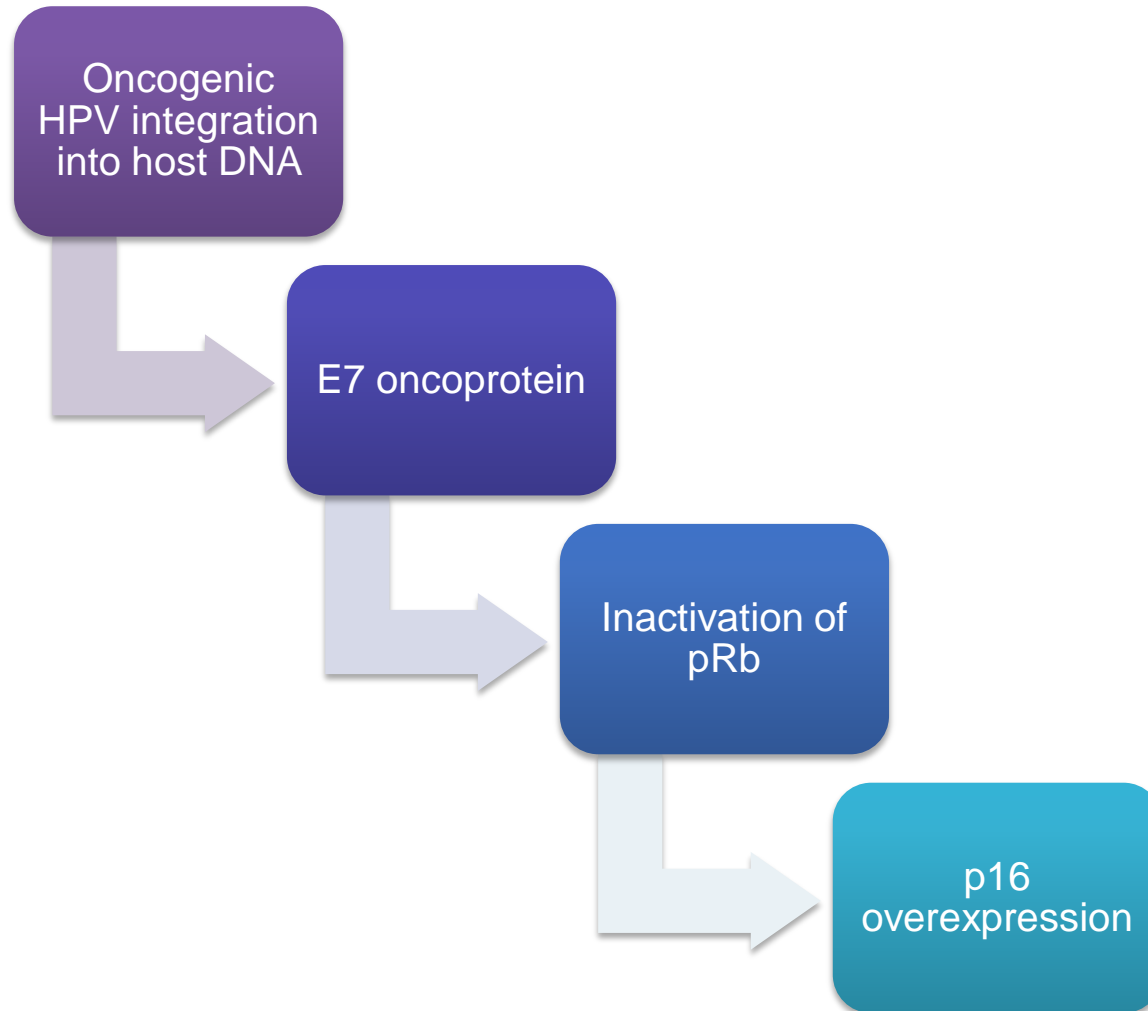 Oncogenic
HPV integration
into host DNA
E7 oncoprotein
Inactivation of
pRb
p16
overexpression